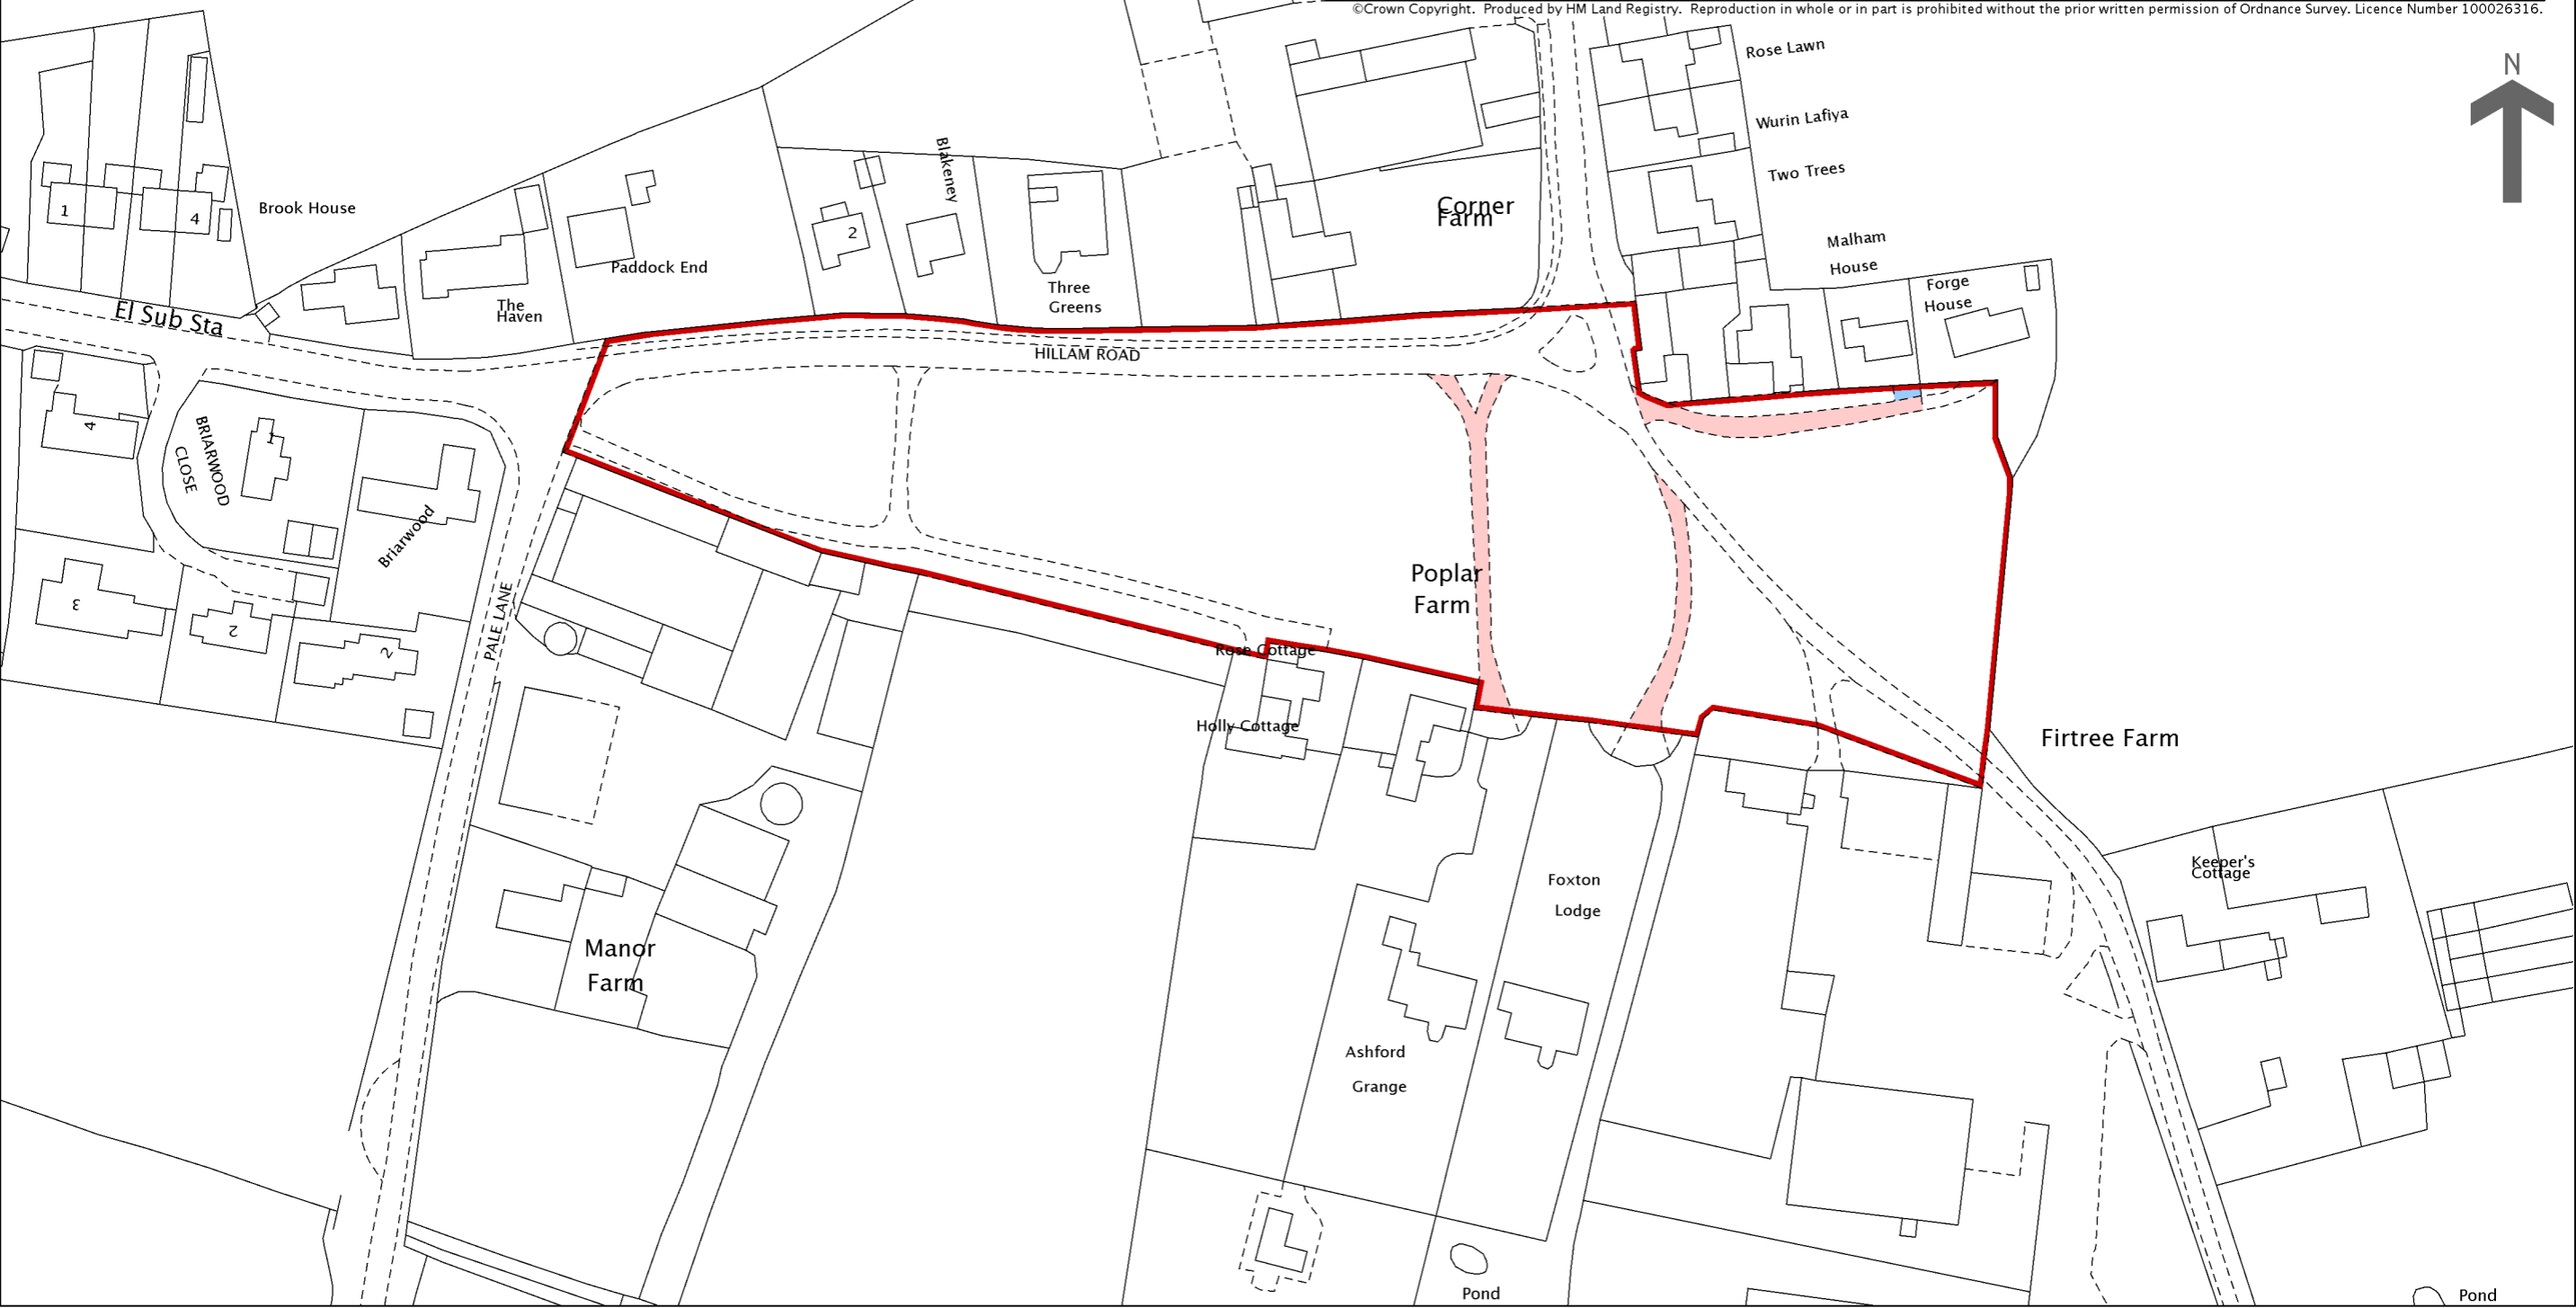 ©Crown Copyright. Produced by HM Land Registry. Reproduction in whole or in part is prohibited without the prior written permission of Ordnance Survey. Licence Number 100026316.
N
Rose Lawn
Wurin Lafiya
Two Trees
Malham
House
Forge
House
Corner
Farm
Blakeney
2
Three
Greens
Paddock End
The
Haven
Brook House
1
4
El Sub Sta
HILLAM ROAD
4
BRIARWOOD
CLOSE
1
Briarwood
3
2
2
PALE LANE
Poplar
Farm
Rose Cottage
Holly Cottage
Firtree Farm
Keeper's
Cottage
Foxton
Lodge
Manor
Farm
Ashford
Grange
Pond
Pond